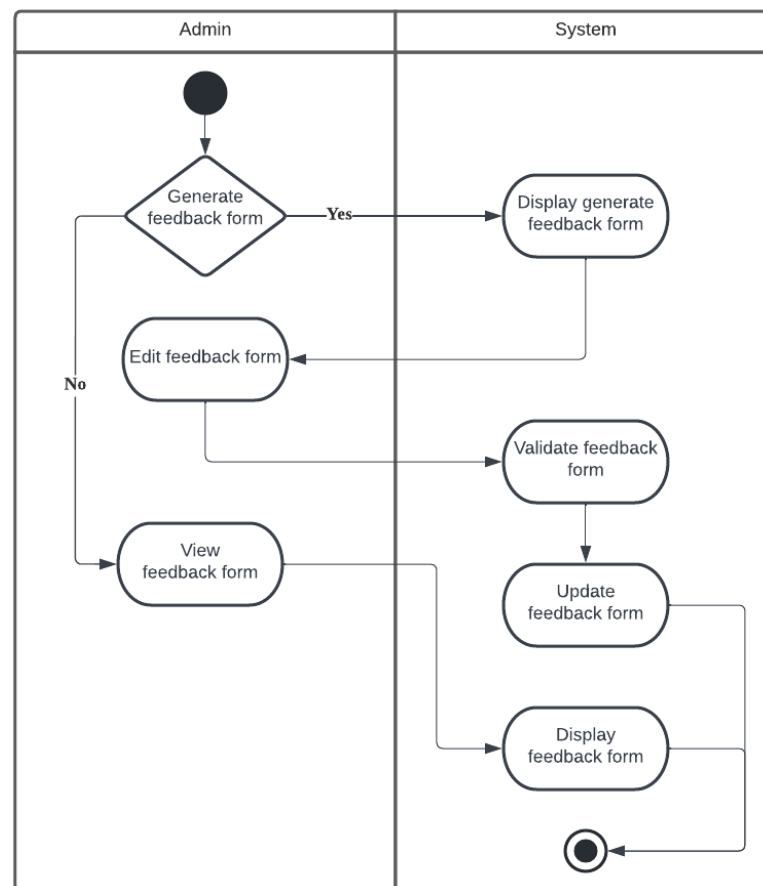 Admin
System
Generate
feedback form
Yes
Display generate
feedback form
Edit feedback form
No
Validate feedback
form
View
feedback form
Update
feedback form
Display
feedback form